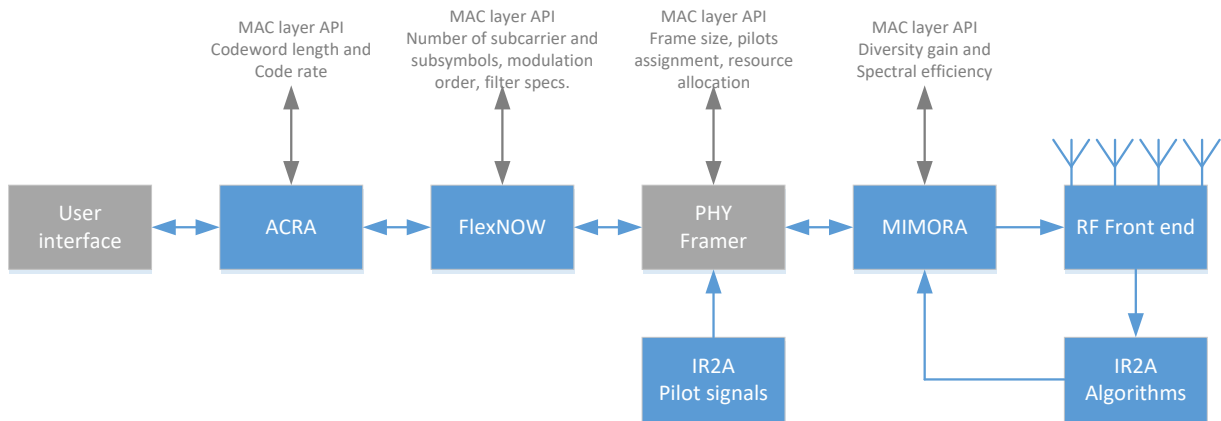 MAC layer API
Codeword length and
Code rate
MAC layer API
Number of subcarrier and
subsymbols, modulation
order, filter specs.
MAC layer API
Frame size, pilots
assignment, resource
allocation
MAC layer API
Diversity gain and
Spectral efficiency
User
interface
ACRA
FlexNOW
PHY
Framer
MIMORA
RF Front end
IR2A
Pilot signals
IR2A
Algorithms